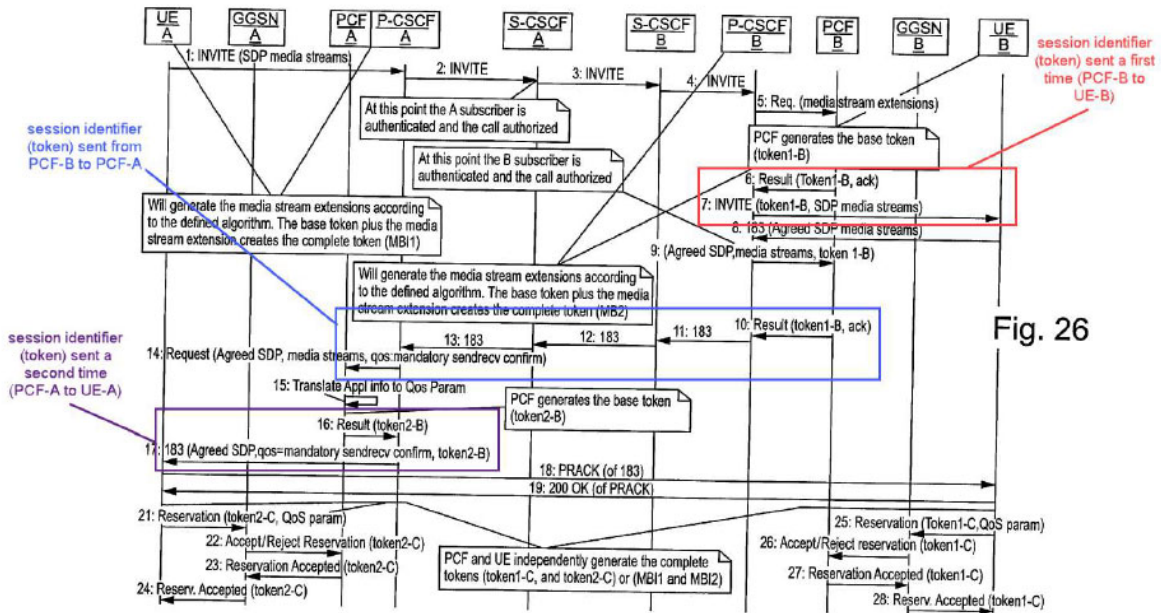 UE
A
GGSN
A
PCF
A
P-CSCF
A
S-CSCF
A
S-CSCF
B
P-CSCF
B
PCF
B
GGSN
B
UE
B
session identifier
(token) sent a first
time (PCF-B to
UE-B)
1: INVITE (SDP media streams)
2: INVITE
3: INVITE
4: INVITE
5: Req. (media stream extensions)
At this point the A subscriber is
authenticated and the call authorized
PCF generates the base token
(token1-B)
session identifier
(token) sent from
PCF-B to PCF-A
At this point the B subscriber is
authenticated and the call authorized
6: Result (Token1-B, ack)
7: INVITE (token1-B, SDP media streams)
8: 183 (Agreed SDP media streams)
Will generate the media stream extensions according
to the defined algorithm. The base token plus the media
stream extension creates the complete token (MBI1)
9: (Agreed SDP,media streams, token 1-B)
Will generate the media stream extensions according
to the defined algorithm. The base token plus the media
stream extension creates the complete token (MB2)
Fig. 26
10: Result (token1-B, ack)
11: 183
12: 183
13: 183
session identifier
(token) sent a
second time
(PCF-A to UE-A)
14: Request (Agreed SDP, media streams, qos:mandatory sendrecv confirm)
15: Translate Appl info to Qos Param
PCF generates the base token
(token2-B)
16: Result (token2-B)
17: 183 (Agreed SDP,qos=mandatory sendrecv confirm, token2-B)
18: PRACK (of 183)
19: 200 OK (of PRACK)
21: Reservation (token2-C, QoS param)
25: Reservation (Token1-C,QoS param)
22: Accept/Reject Reservation (token2-C)
26: Accept/Reject reservation (token1-C)
PCF and UE independently generate the complete
tokens (token1-C, and token2-C) or (MBI1 and MBI2)
23: Reservation Accepted (token2-C)
27: Reservation Accepted (token1-C)
24: Reserv. Accepted (token2-C)
28: Reserv. Accepted (token1-C)